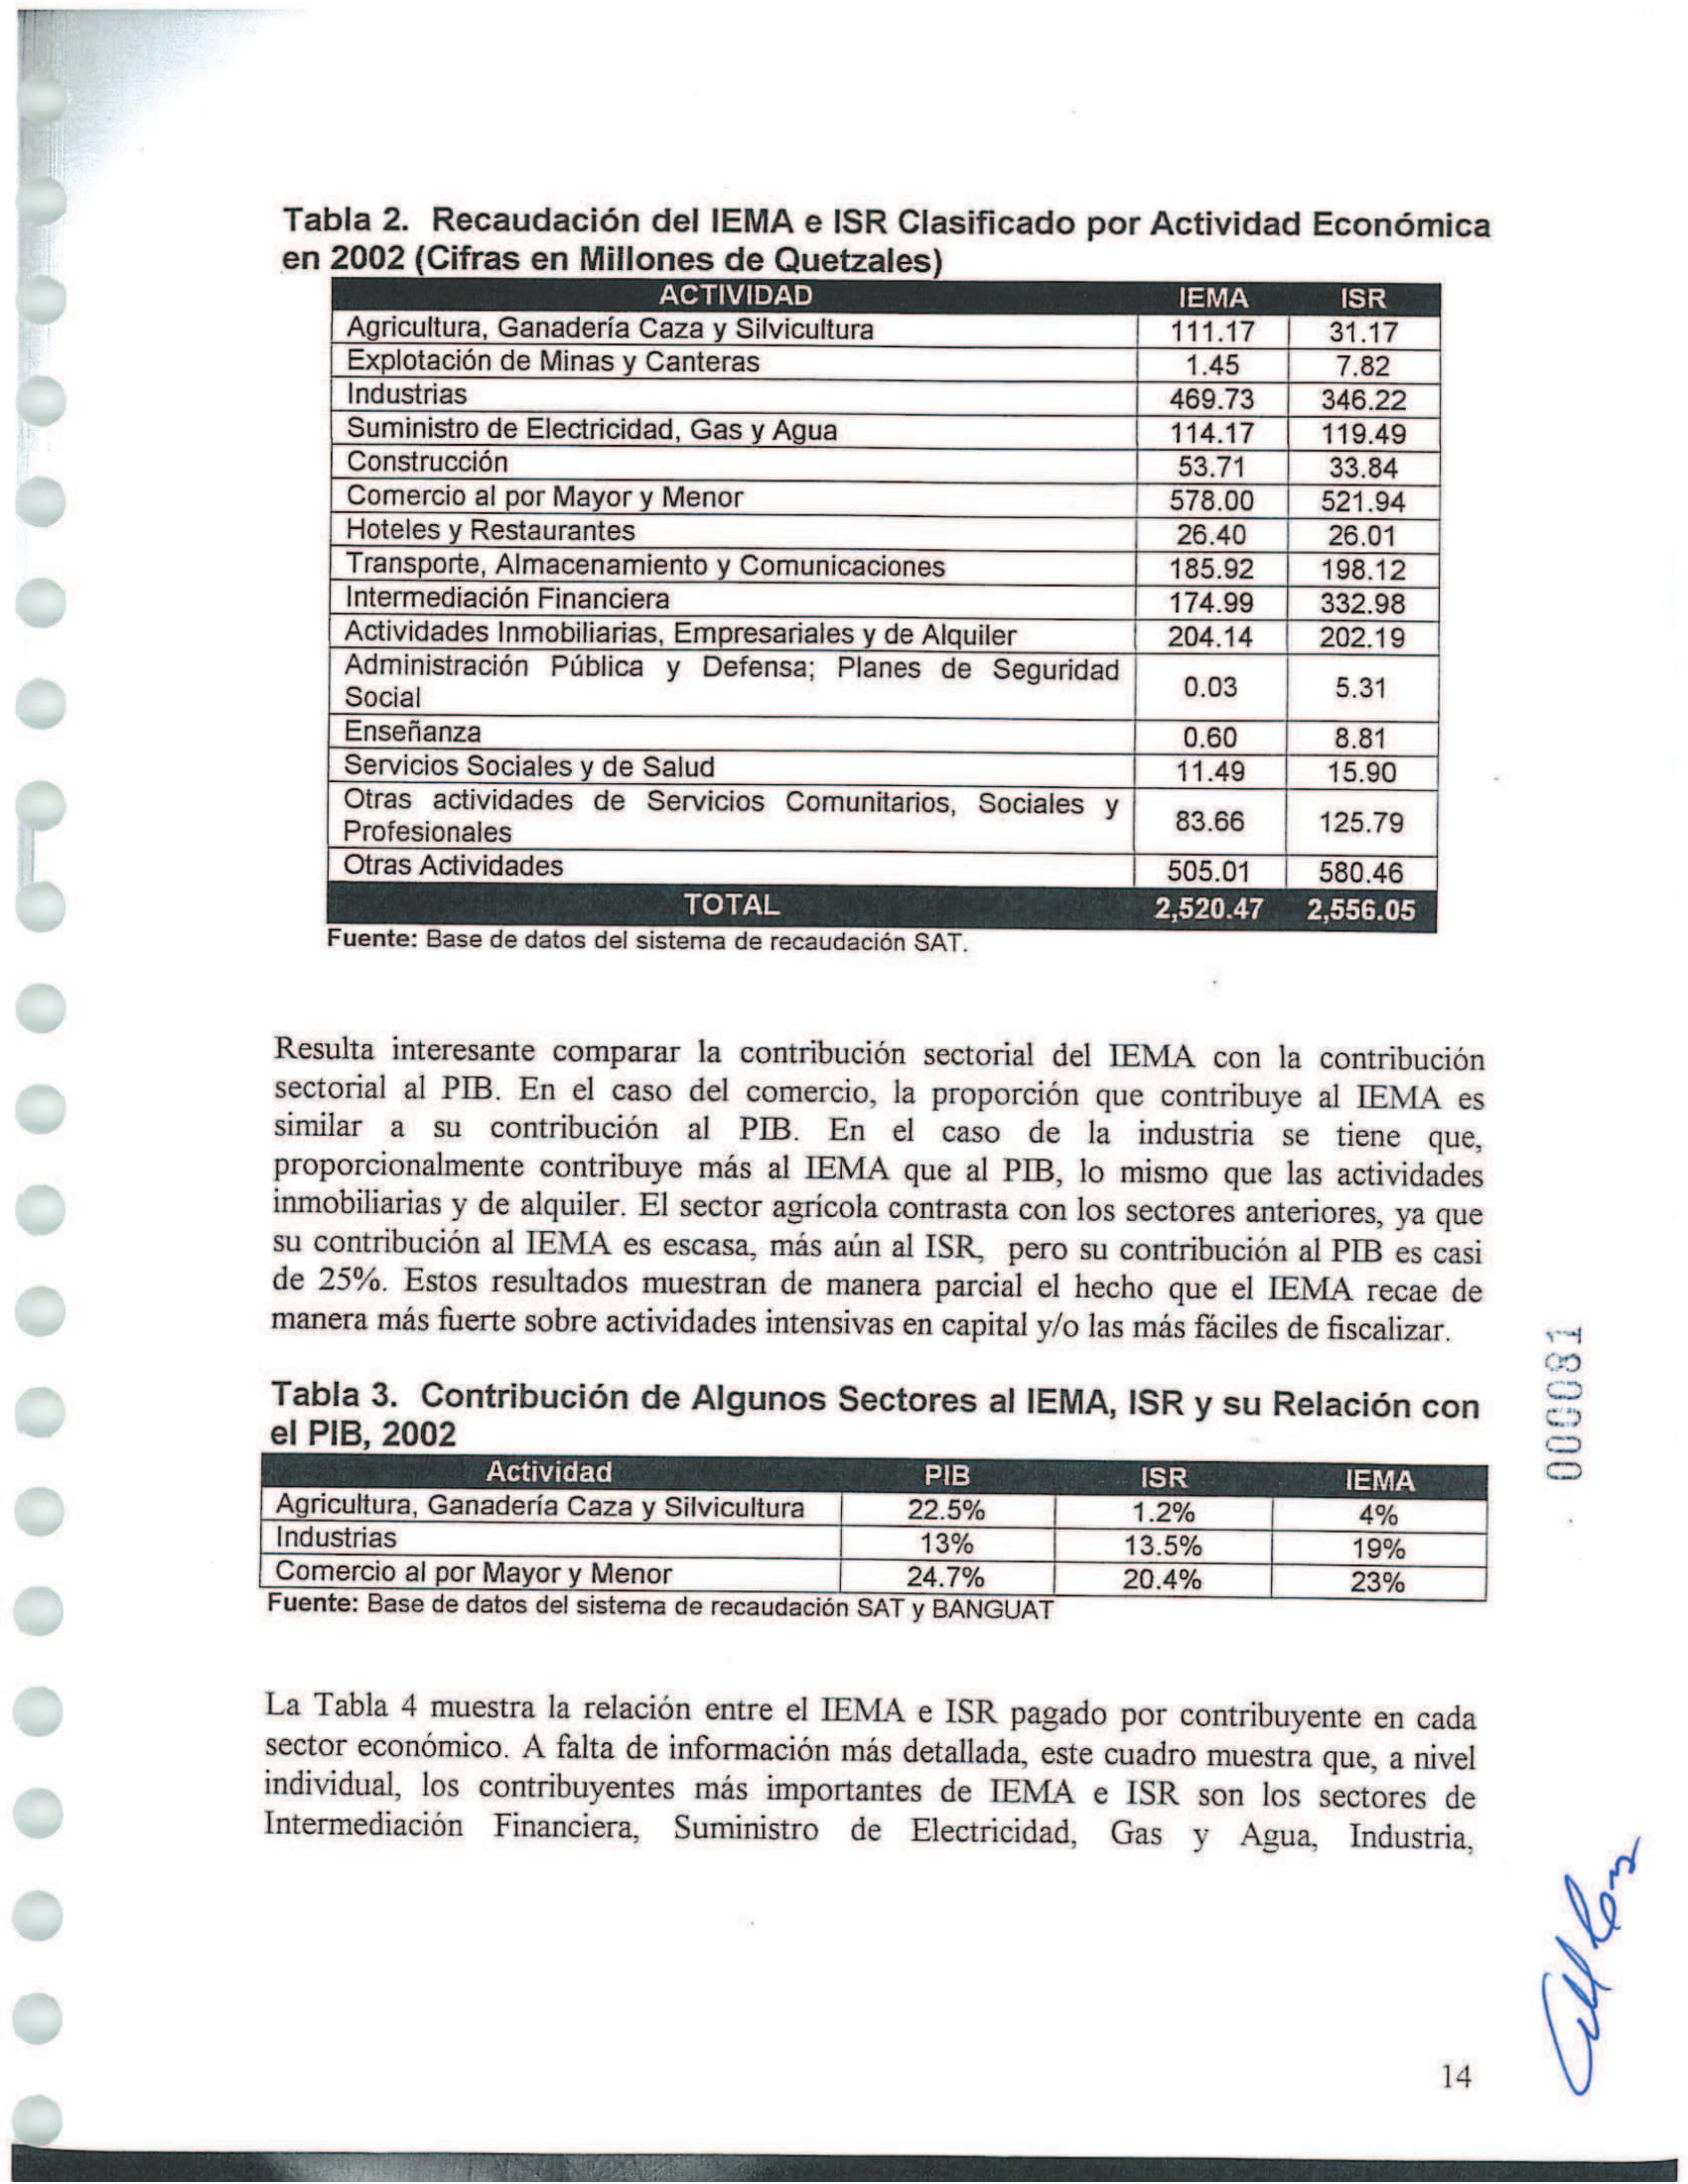 Tabla 2. Recaudación del IEMA e ISR Clasificado por Actividad Económica
en 2002 (Cifras en Millones de Quetzales)
ACTIVIDAD IEMA ISR
Agricultura, Ganadería Caza y Silvicultura 111.17 31.17
Explotación de Minas y Canteras 1.45 7.82
Industrias 469.73 346.22
Suministro de Electricidad, Gas y Agua 114.17 119.49
Construcción 53.71 33.84
Comercio al por Mayor y Menor 578.00 521.94
Hoteles y Restaurantes 26.40 26.01
Transporte, Almacenamiento y Comunicaciones 185.92 198.12
Intermediación Financiera 174.99 332.98
Actividades Inmobiliarias, Empresariales y de Alquiler 204.14 202.19
Administración Pública y Defensa; Planes de Seguridad
Social 0.03 5.31
Enseñanza 0.60 8.81
Servicios Sociales y de Salud 11.49 15.90
Otras actividades de Servicios Comunitarios, Sociales y
Profesionales 83.66 125.79
Otras Actividades 505.01 580.46
TOTAL 2,520.47 2,556.05
Fuente: Base de datos del sistema de recaudación SAT.
Resulta interesante comparar la contribución sectorial del IEMA con la contribución
sectorial al PIB. En el caso del comercio, la proporción que contribuye al IEMA es
similar a su contribución al PIB. En el caso de la industria se tiene que,
proporcionalmente contribuye más al IEMA que al PIB, lo mismo que las actividades
inmobiliarias y de alquiler. El sector agrícola contrasta con los sectores anteriores, ya que
su contribución al IEMA es escasa, más aún al ISR, pero su contribución al PIB es casi
de 25%. Estos resultados muestran de manera parcial el hecho que el IEMA recae de
manera más fuerte sobre actividades intensivas en capital y/o las más fáciles de fiscalizar.
Tabla 3. Contribución de Algunos Sectores al IEMA, ISR y su Relación con
el PIB, 2002
Actividad PIB ISR IEMA
Agricultura, Ganadería Caza y Silvicultura 22.5% 1.2% 4%
Industrias 13% 13.5% 19%
Comercio al por Mayor y Menor 24.7% 20.4% 23%
Fuente: Base de datos del sistema de recaudación SAT y BANGUAT
La Tabla 4 muestra la relación entre el IEMA e ISR pagado por contribuyente en cada
sector económico. A falta de información más detallada, este cuadro muestra que, a nivel
individual, los contribuyentes más importantes de IEMA e ISR son los sectores de
Intermediación Financiera, Suministro de Electricidad, Gas y Agua, Industria,
000081
14